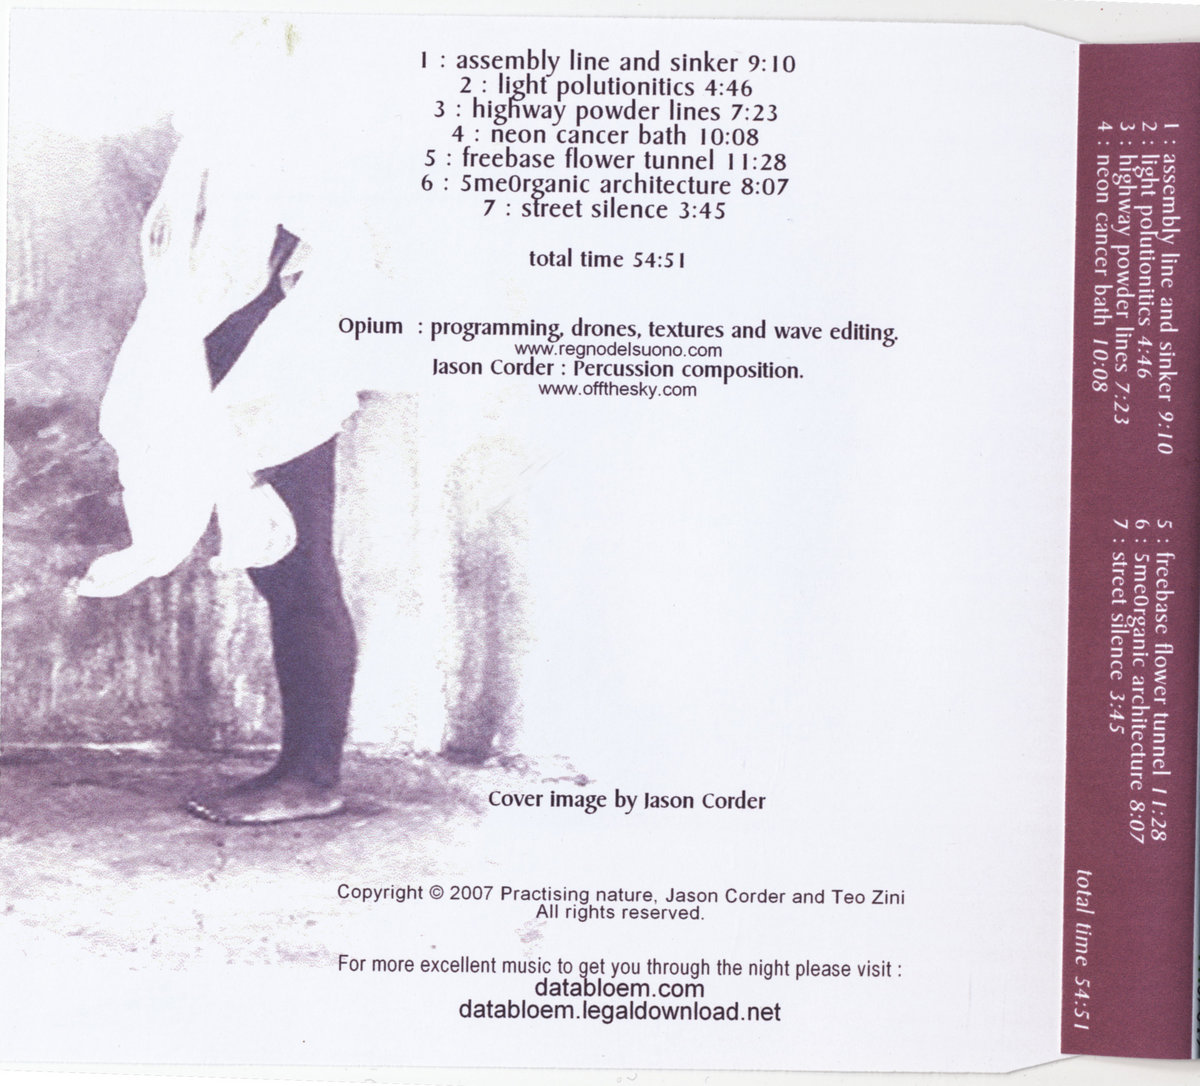 1 : assembly line and sinker 9:10
2 : light polutionitics 4:46
3 : highway powder lines 7:23
4 : neon cancer bath 10:08
5 : freebase flower tunnel 11:28
6 : 5me0rganic architecture 8:07
7 : street silence 3:45
total time 54:51
Opium : programming, drones, textures and wave editing.
www.regnodelsuono.com
Jason Corder : Percussion composition.
www.offthesky.com
Cover image by Jason Corder
Copyright © 2007 Practising nature, Jason Corder and Teo Zini
All rights reserved.
For more excellent music to get you through the night please visit :
databloem.com
databloem.legaldownload.net
1 : assembly line and sinker 9:10
2 : light polutionitics 4:46
3 : highway powder lines 7:23
4 : neon cancer bath 10:08
5 : freebase flower tunnel 11:28
6 : 5me0rganic architecture 8:07
7 : street silence 3:45
total time 54:51